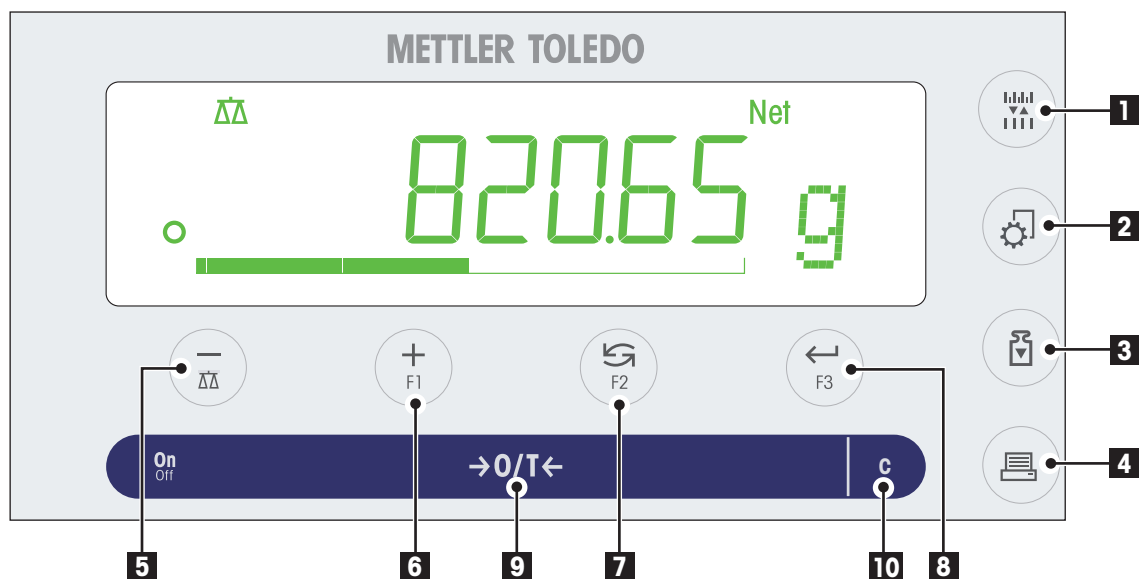 METTLER TOLEDO
Net
820.65 g
1
2
3
4
F1
F2
F3
On
Off
→0/T←
C
5
6
9
7
10
8